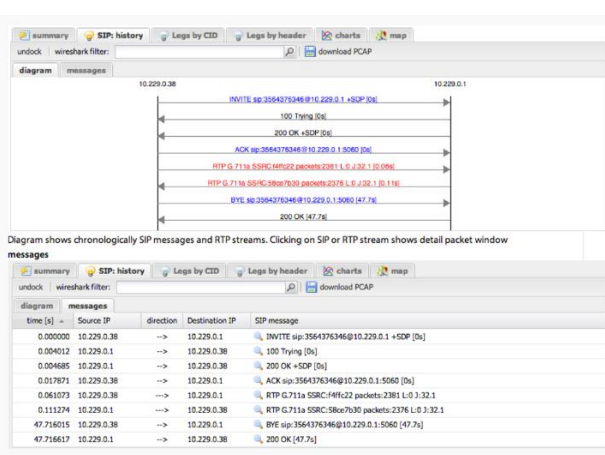 summary SIP: history Legs by CID Legs by header charts map
undock wireshark filter: download PCAP
diagram messages
10.229.0.38 10.229.0.1
INVITE sip:3564376346@10.229.0.1 +SDP [0s]
100 Trying [0s]
200 OK +SDP [0s]
ACK sip:3564376346@10.229.0.1:5060 [0s]
RTP G.711a SSRC:f4ffc22 packets:2381 L:0 J:32.1 [0.06s]
RTP G.711a SSRC:58ce7b30 packets:2376 L:0 J:32.1 [0.11s]
BYE sip:3564376346@10.229.0.1:5060 [47.7s]
200 OK [47.7s]
Diagram shows chronologically SIP messages and RTP streams. Clicking on SIP or RTP stream shows detail packet window
messages
summary SIP: history Legs by CID Legs by header charts map
undock wireshark filter: download PCAP
diagram messages
time [s] Source IP direction Destination IP SIP message
0.000000 10.229.0.38 --> 10.229.0.1 INVITE sip:3564376346@10.229.0.1 +SDP [0s]
0.004012 10.229.0.1 --> 10.229.0.38 100 Trying [0s]
0.004685 10.229.0.1 --> 10.229.0.38 200 OK +SDP [0s]
0.017871 10.229.0.38 --> 10.229.0.1 ACK sip:3564376346@10.229.0.1:5060 [0s]
0.061073 10.229.0.38 --> 10.229.0.1 RTP G.711a SSRC:f4ffc22 packets:2381 L:0 J:32.1
0.111274 10.229.0.1 --> 10.229.0.38 RTP G.711a SSRC:58ce7b30 packets:2376 L:0 J:32.1
47.716015 10.229.0.38 --> 10.229.0.1 BYE sip:3564376346@10.229.0.1:5060 [47.7s]
47.716617 10.229.0.1 --> 10.229.0.38 200 OK [47.7s]